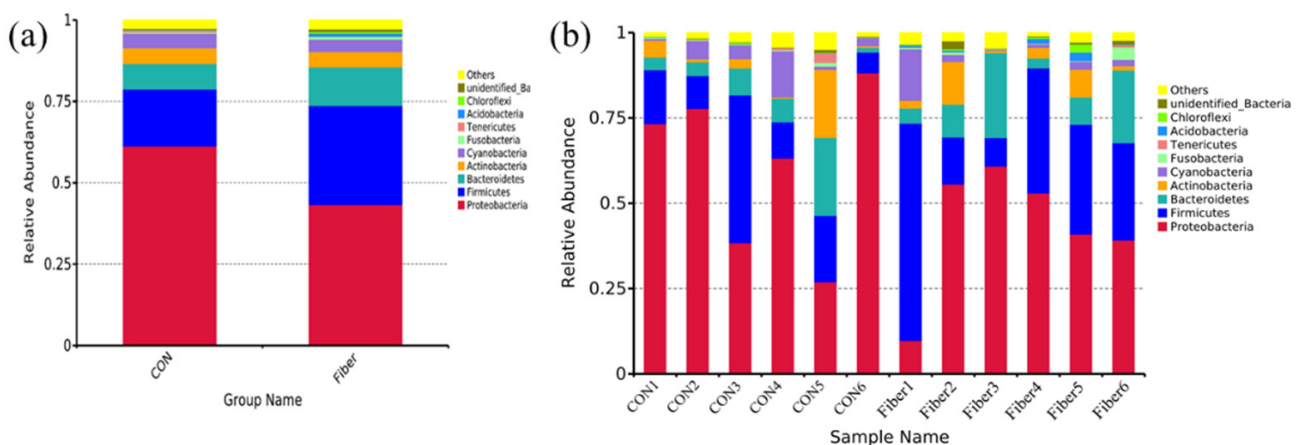 (a)
Relative Abundance
1
0.75
0.5
0.25
0
CON
Fiber
Group Name
Others
unidentified_Ba
Chloroflexi
Acidobacteria
Tenericutes
Fusobacteria
Cyanobacteria
Actinobacteria
Bacteroidetes
Firmicutes
Proteobacteria
(b)
Relative Abundance
1
0.75
0.5
0.25
0
CON1
CON2
CON3
CON4
CON5
CON6
Fiber1
Fiber2
Fiber3
Fiber4
Fiber5
Fiber6
Sample Name
Others
unidentified_Bacteria
Chloroflexi
Acidobacteria
Tenericutes
Fusobacteria
Cyanobacteria
Actinobacteria
Bacteroidetes
Firmicutes
Proteobacteria